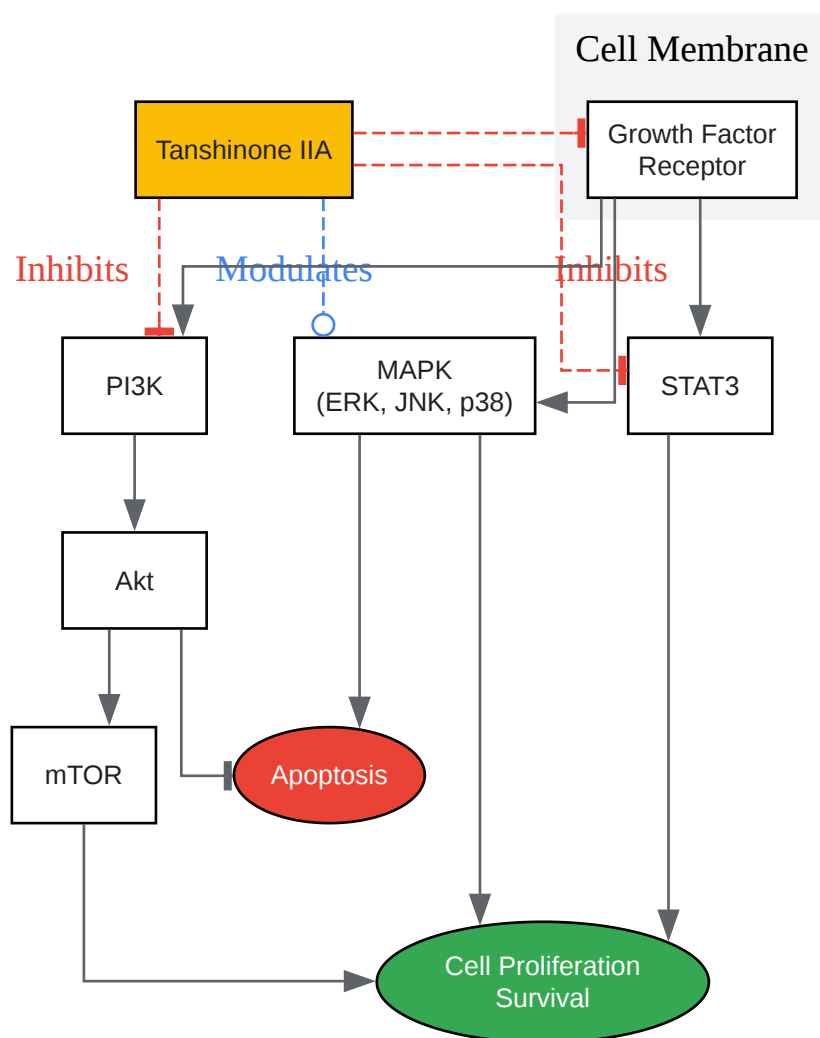 Cell Membrane
Tanshinone IIA
Growth Factor
Receptor
Inhibits
Modulates
Inhibits
PI3K
MAPK
(ERK, JNK, p38)
STAT3
Akt
mTOR
Apoptosis
Cell Proliferation
Survival